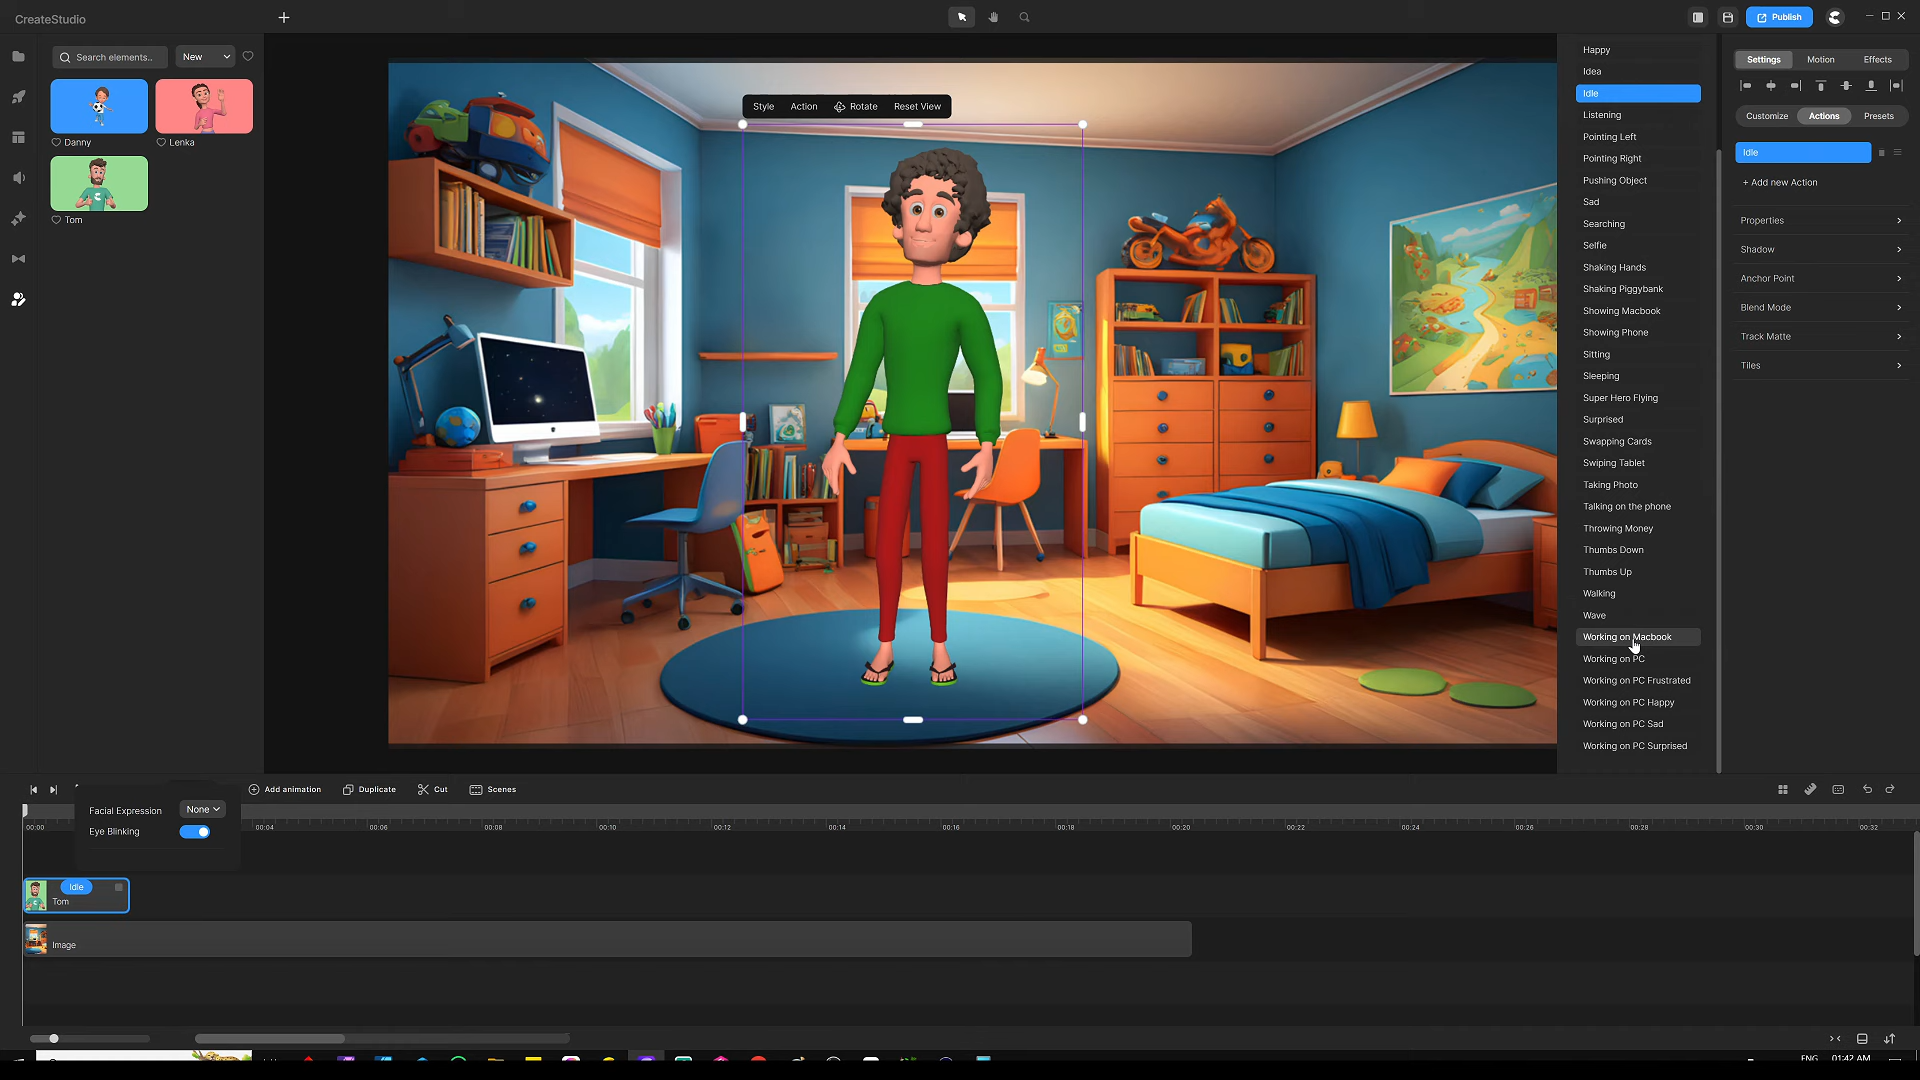 CreateStudio
Publish
Search elements..
New
Danny
Lenka
Tom
Style
Action
Rotate
Reset View
Happy
Idea
Idle
Listening
Pointing Left
Pointing Right
Pushing Object
Sad
Searching
Selfie
Shaking Hands
Shaking Piggybank
Showing Macbook
Showing Phone
Sitting
Sleeping
Super Hero Flying
Surprised
Swapping Cards
Swiping Tablet
Taking Photo
Talking on the phone
Throwing Money
Thumbs Down
Thumbs Up
Walking
Wave
Working on Macbook
Working on PC
Working on PC Frustrated
Working on PC Happy
Working on PC Sad
Working on PC Surprised
Settings
Motion
Effects
Customize
Actions
Presets
Idle
+ Add new Action
Properties
Shadow
Anchor Point
Blend Mode
Track Matte
Tiles
Add animation
Duplicate
Cut
Scenes
Facial Expression
None
Eye Blinking
00:00
00:04
00:06
00:08
00:10
00:12
00:14
00:16
00:18
00:20
00:22
00:24
00:26
00:28
00:30
00:32
Idle
Tom
Image
ENG
01:42 AM